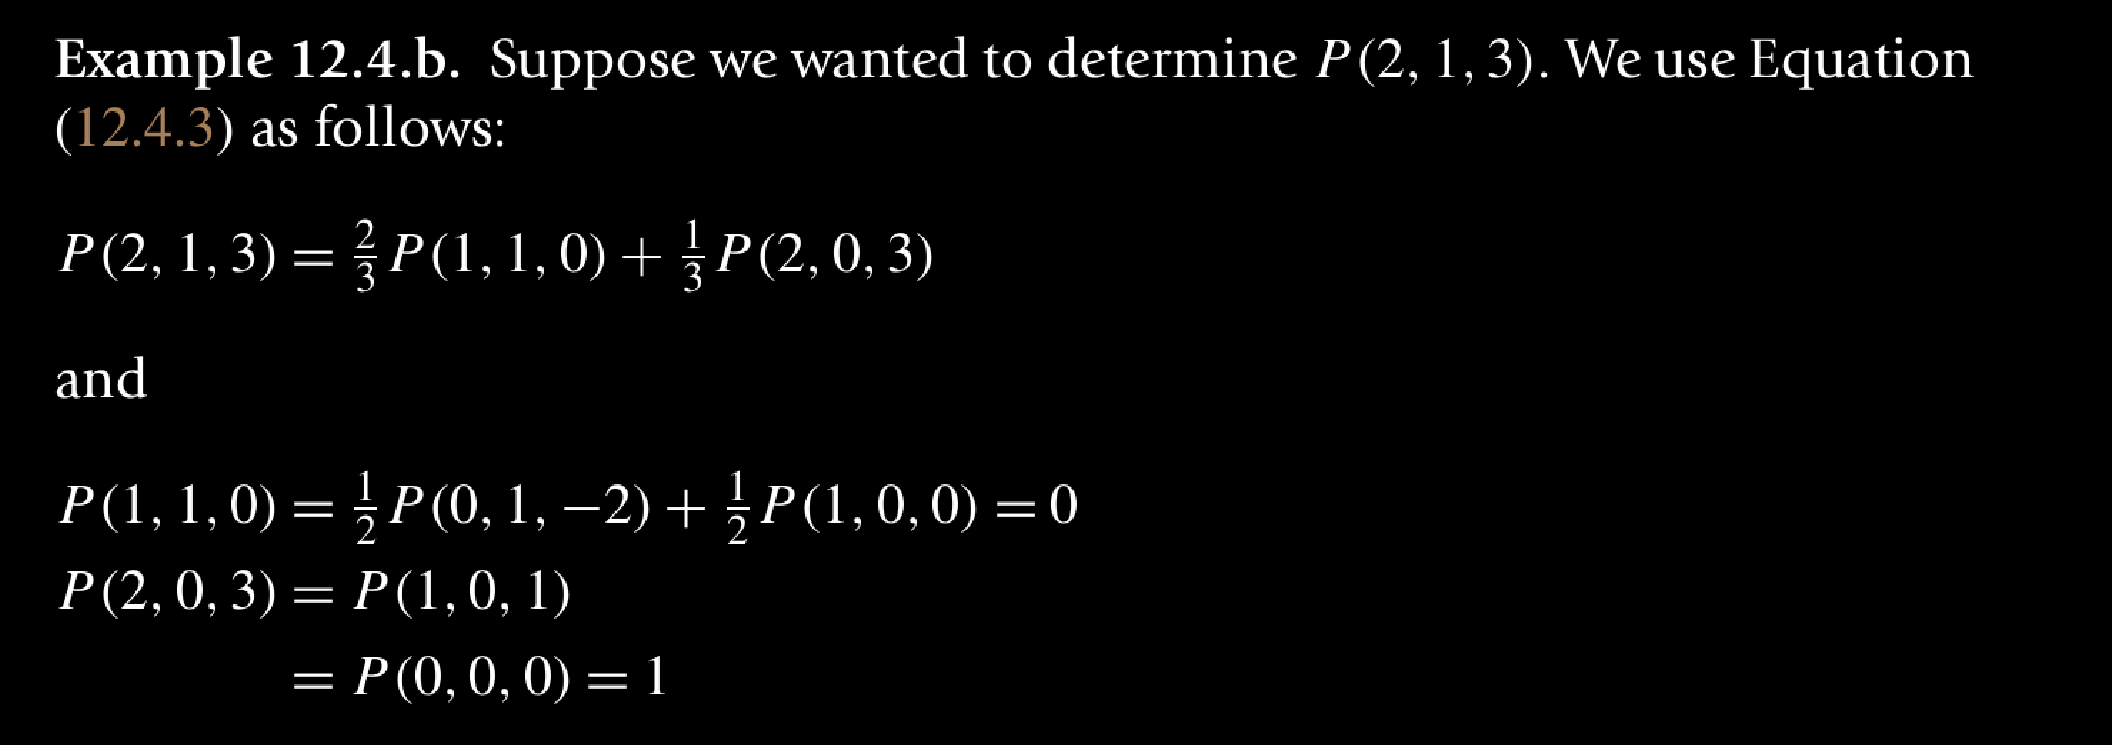 Example 12.4.b. Suppose we wanted to determine P(2, 1, 3). We use Equation
(12.4.3) as follows:
P(2, 1, 3) = 2/3 P(1, 1, 0) + 1/3 P(2, 0, 3)
and
P(1, 1, 0) = 1/2 P(0, 1, −2) + 1/2 P(1, 0, 0) = 0
P(2, 0, 3) = P(1, 0, 1)
= P(0, 0, 0) = 1